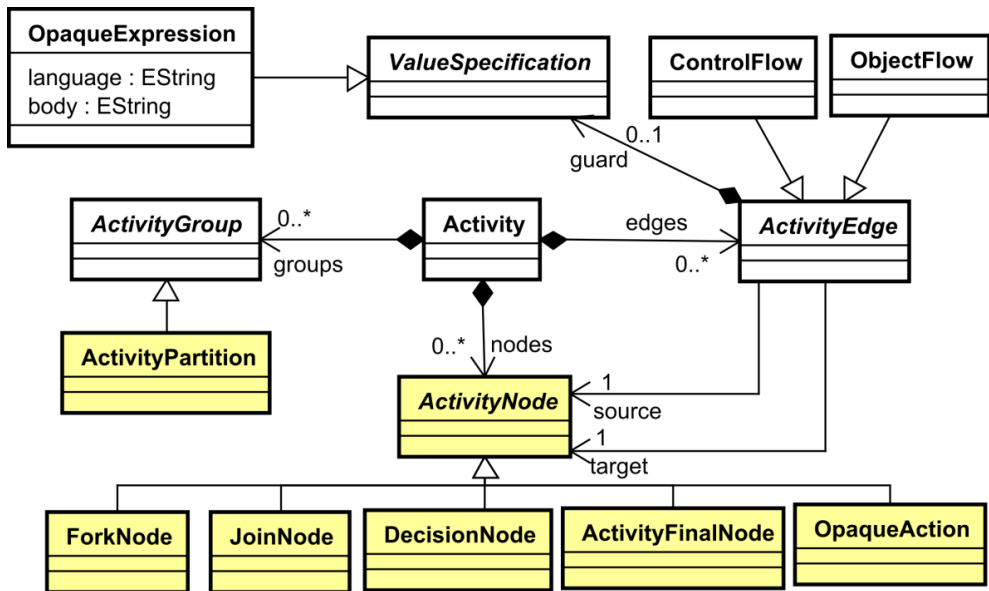 OpaqueExpression
language : EString
body : EString
ValueSpecification
ControlFlow
ObjectFlow
0..1
guard
ActivityGroup
0..*
groups
Activity
edges
0..*
ActivityEdge
ActivityPartition
0..*
nodes
ActivityNode
1
source
1
target
ForkNode
JoinNode
DecisionNode
ActivityFinalNode
OpaqueAction